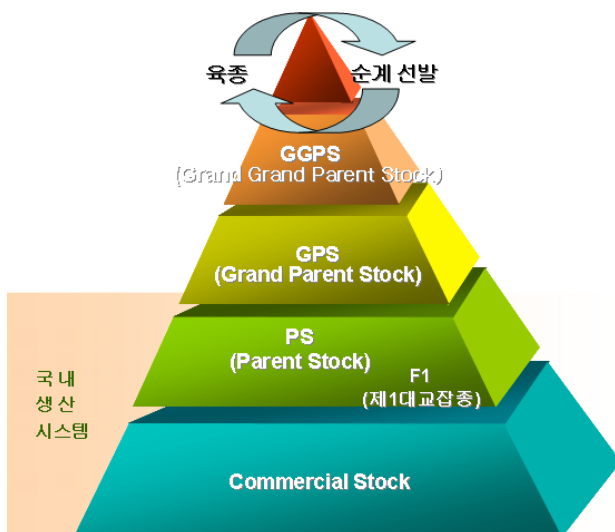 육종
순계 선발
GGPS
(Grand Grand Parent Stock)
GPS
(Grand Parent Stock)
PS
(Parent Stock)
F1
(제1대교잡종)
국내
생산
시스템
Commercial Stock